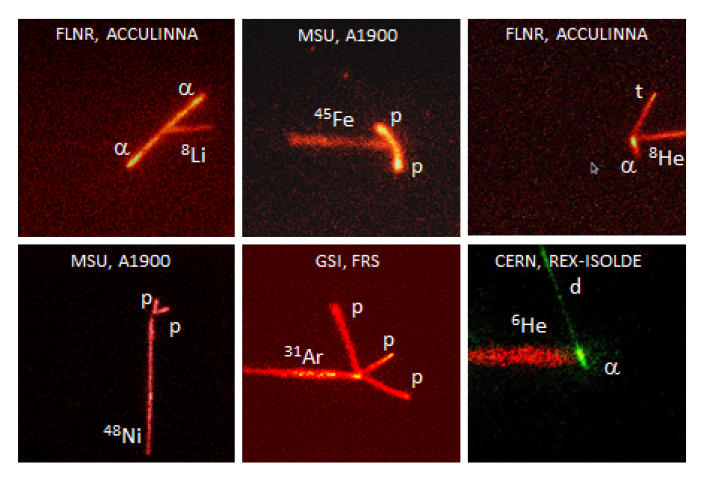 FLNR, ACCULINNA
α
α
⁸Li
MSU, A1900
⁴⁵Fe
p
p
FLNR, ACCULINNA
t
α
⁸He
MSU, A1900
p
p
⁴⁸Ni
GSI, FRS
p
³¹Ar
p
p
CERN, REX-ISOLDE
d
⁶He
α